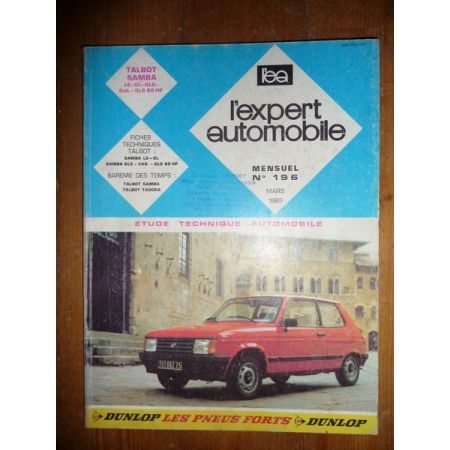 TALBOT
SAMBA
LS - GL - GLS -
Cab. - GLS 80 HP
l'ea
l'expert
automobile
FICHES
TECHNIQUES
TALBOT :
SAMBA LS - GL
SAMBA GLS - CAB. - GLS 80 HP
BAREME DES TEMPS :
TALBOT SAMBA
TALBOT TAGORA
MENSUEL
N° 196
MARS
1983
ETUDE TECHNIQUE AUTOMOBILE
DUNLOP LES PNEUS FORTS DUNLOP